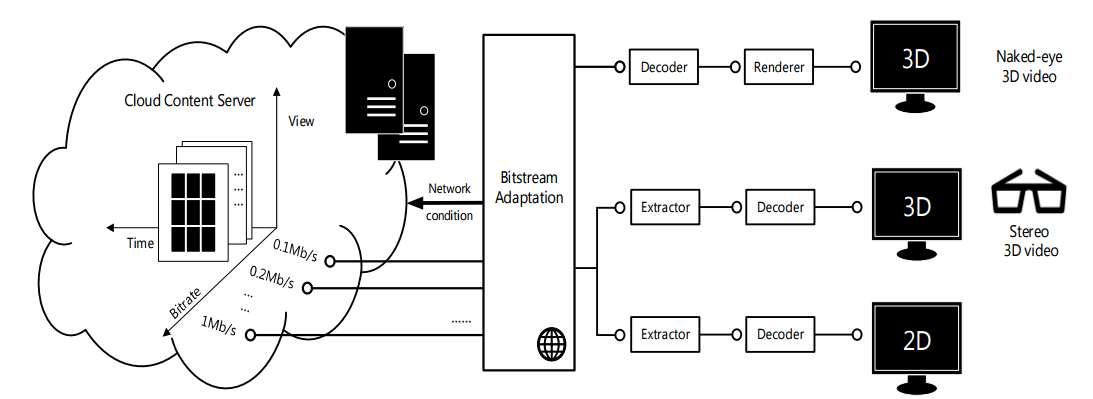 Cloud Content Server
View
...
...
...
Time
Bitrate
0.1Mb/s
0.2Mb/s
...
...
1Mb/s
Network
condition
......
Bitstream
Adaptation
Decoder
Renderer
3D
Naked-eye
3D video
Extractor
Decoder
3D
Stereo
3D video
Extractor
Decoder
2D